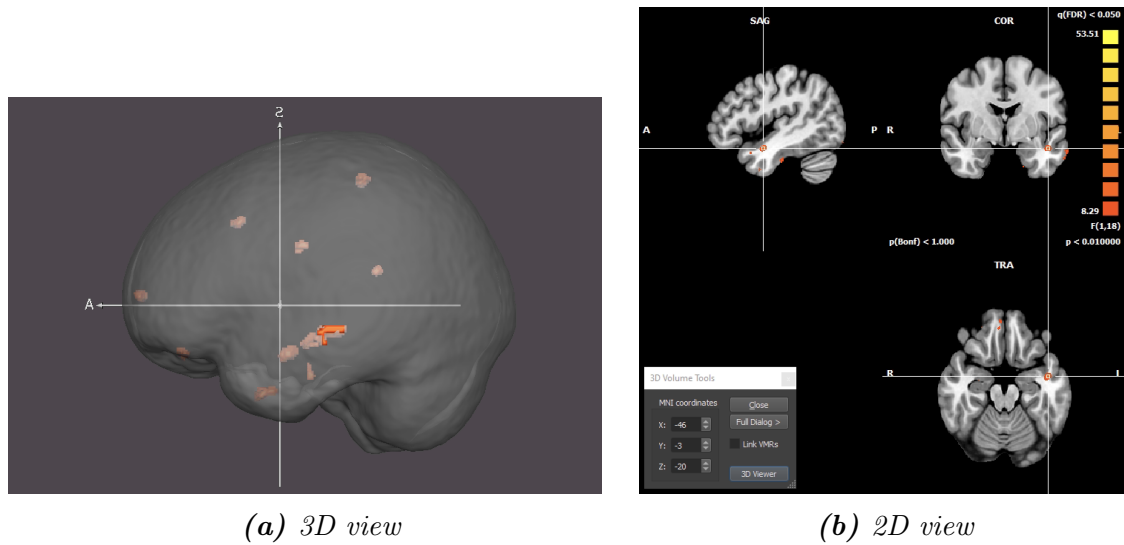 S
A
(a) 3D view
SAG
COR
q(FDR) < 0.050
53.51
A
P
R
L
8.29
F(1,18)
p(Bonf) < 1.000
p < 0.010000
TRA
R
L
3D Volume Tools
MNI coordinates
Close
X: -46
Full Dialog >
Y: -3
Link VMRs
Z: -20
3D Viewer
(b) 2D view